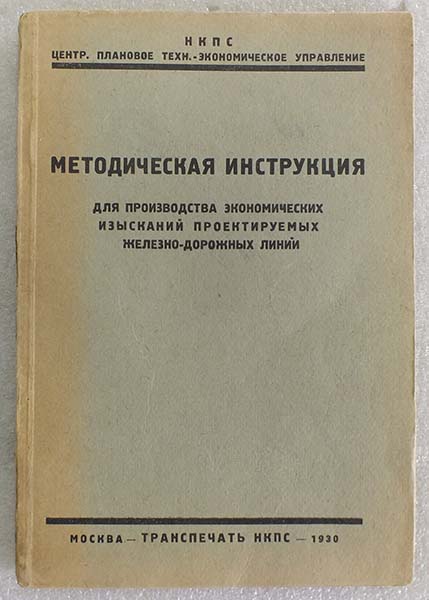 НКПС
ЦЕНТР. ПЛАНОВОЕ ТЕХН.-ЭКОНОМИЧЕСКОЕ УПРАВЛЕНИЕ
МЕТОДИЧЕСКАЯ ИНСТРУКЦИЯ
ДЛЯ ПРОИЗВОДСТВА ЭКОНОМИЧЕСКИХ
ИЗЫСКАНИЙ ПРОЕКТИРУЕМЫХ
ЖЕЛЕЗНО-ДОРОЖНЫХ ЛИНИЙ
МОСКВА — ТРАНСПЕЧАТЬ НКПС — 1930